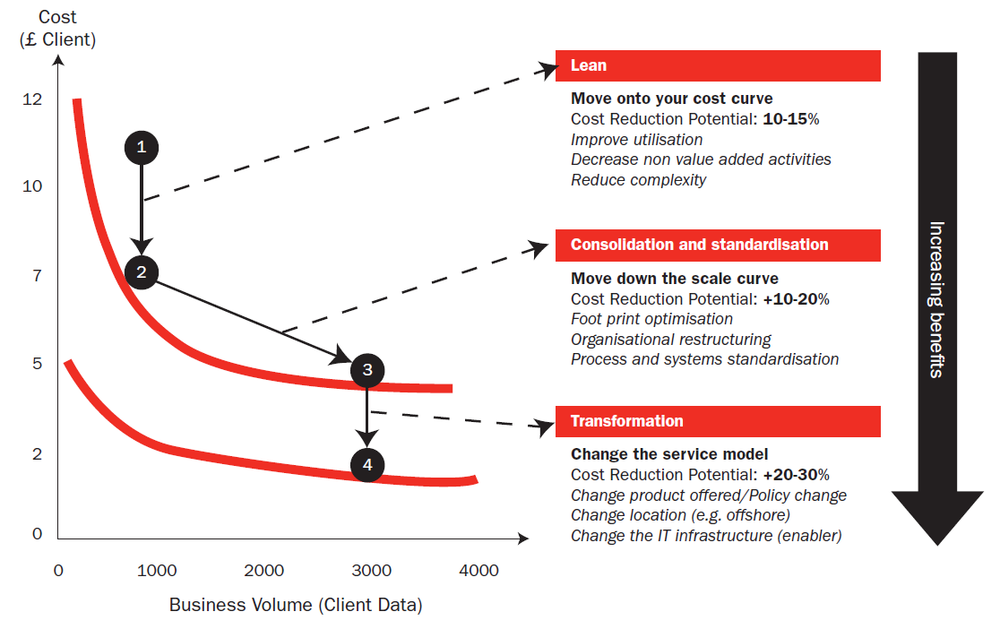 Cost
(£ Client)
12
10
7
5
2
0
0 1000 2000 3000 4000
Business Volume (Client Data)
1
2
3
4
Lean
Move onto your cost curve
Cost Reduction Potential: 10-15%
Improve utilisation
Decrease non value added activities
Reduce complexity
Consolidation and standardisation
Move down the scale curve
Cost Reduction Potential: +10-20%
Foot print optimisation
Organisational restructuring
Process and systems standardisation
Transformation
Change the service model
Cost Reduction Potential: +20-30%
Change product offered/Policy change
Change location (e.g. offshore)
Change the IT infrastructure (enabler)
Increasing benefits